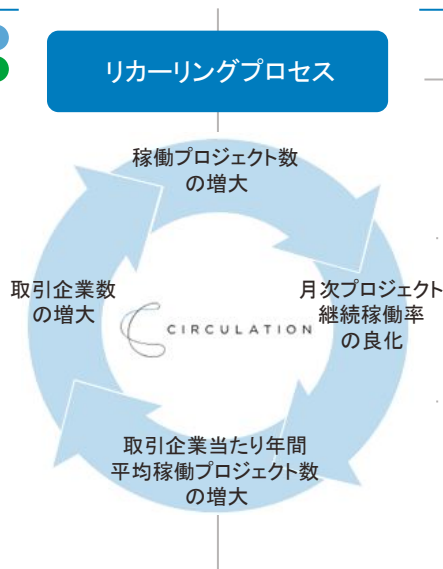 リカーリングプロセス
稼働プロジェクト数
の増大
月次プロジェクト
継続稼働率
の良化
取引企業当たり年間
平均稼働プロジェクト数
の増大
取引企業数
の増大
CIRCULATION